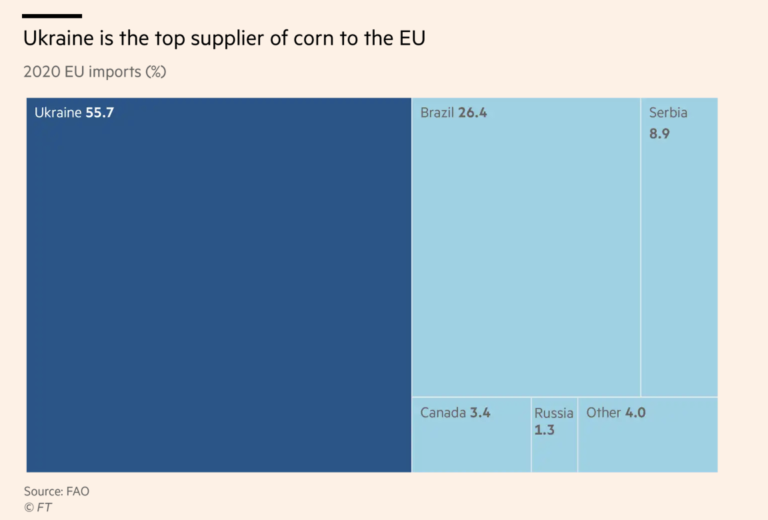 Ukraine is the top supplier of corn to the EU
2020 EU imports (%)
Ukraine 55.7
Brazil 26.4
Serbia
8.9
Canada 3.4
Russia
1.3
Other 4.0
Source: FAO
© FT